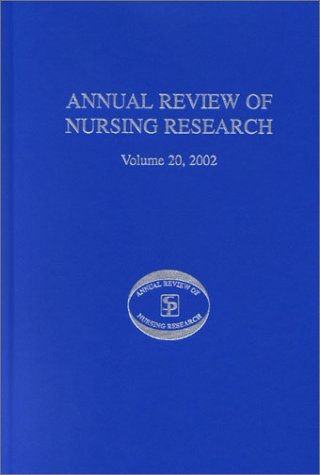 ANNUAL REVIEW OF
NURSING RESEARCH
Volume 20, 2002
ANNUAL REVIEW OF
SP
NURSING RESEARCH